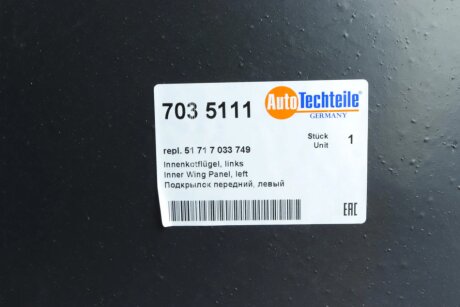 703 5111
AutoTechteile®
GERMANY
Stück
Unit 1
repl. 51 71 7 033 749
Innenkotflügel, links
Inner Wing Panel, left
Подкрылок передний, левый
EAC